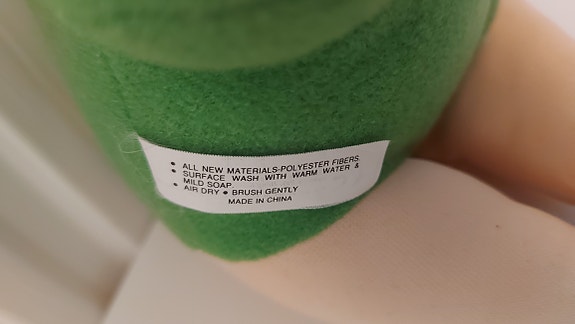 • ALL NEW MATERIALS-POLYESTER FIBERS.
• SURFACE WASH WITH WARM WATER &
MILD SOAP.
• AIR DRY • BRUSH GENTLY
MADE IN CHINA